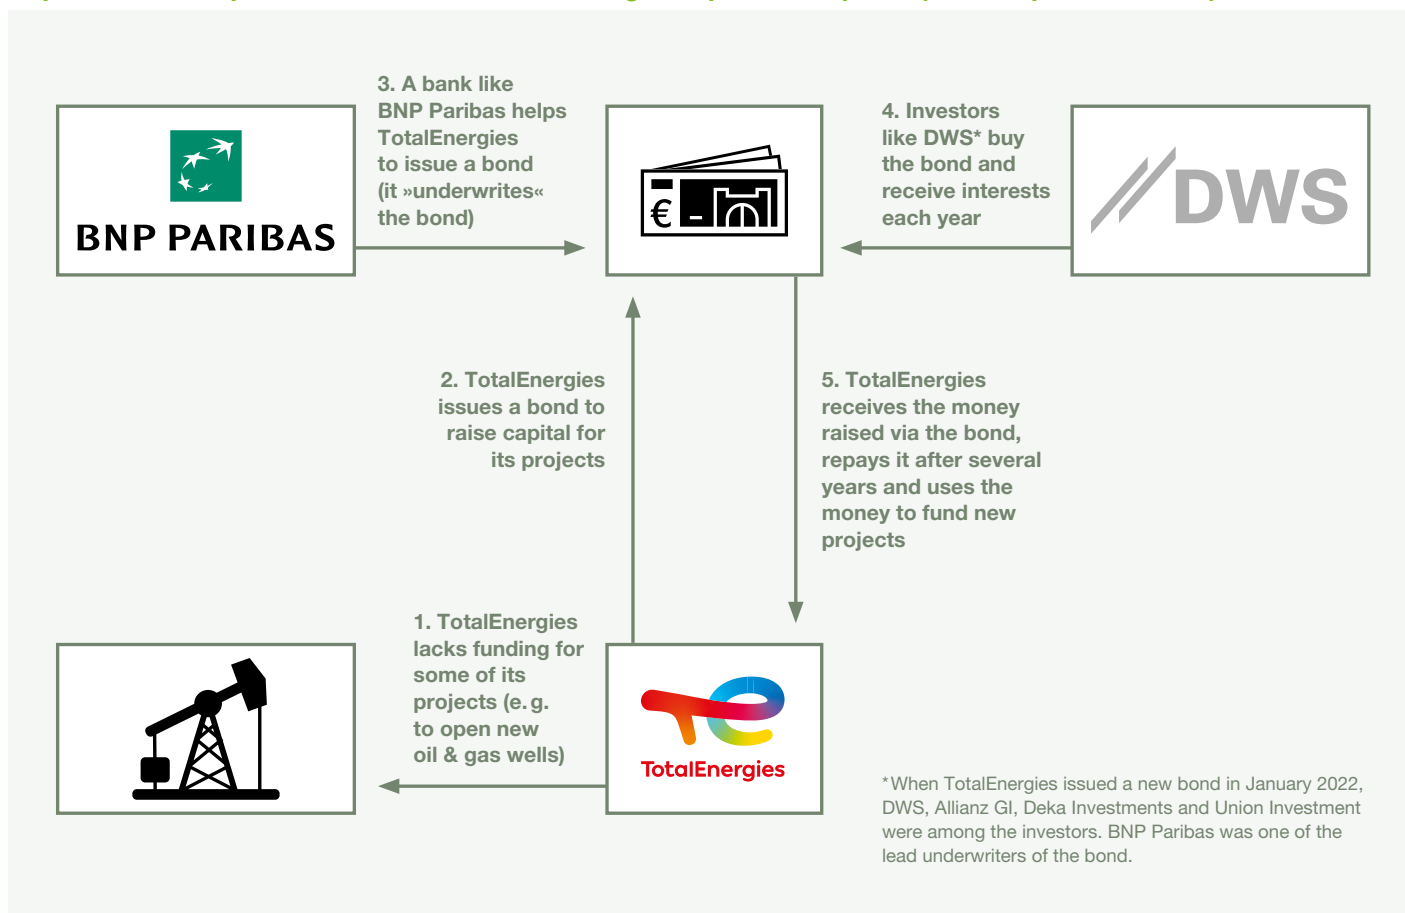 3. A bank like
BNP Paribas helps
TotalEnergies
to issue a bond
(it »underwrites«
the bond)
4. Investors
like DWS* buy
the bond and
receive interests
each year
BNP PARIBAS
€
DWS
2. TotalEnergies
issues a bond to
raise capital for
its projects
5. TotalEnergies
receives the money
raised via the bond,
repays it after several
years and uses the
money to fund new
projects
1. TotalEnergies
lacks funding for
some of its
projects (e. g.
to open new
oil & gas wells)
TotalEnergies
*When TotalEnergies issued a new bond in January 2022,
DWS, Allianz GI, Deka Investments and Union Investment
were among the investors. BNP Paribas was one of the
lead underwriters of the bond.